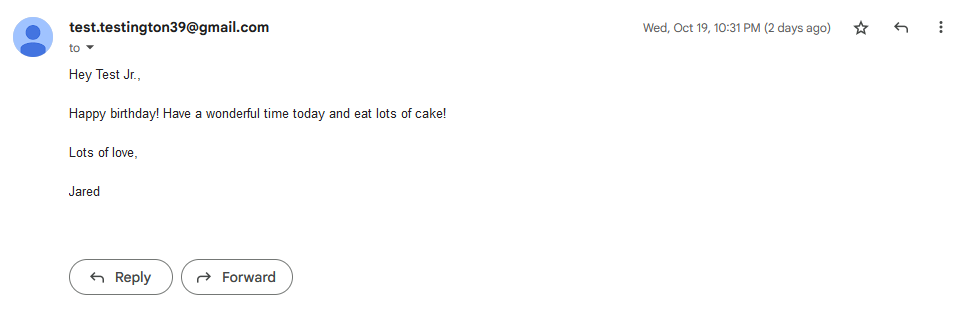 test.testington39@gmail.com
Wed, Oct 19, 10:31 PM (2 days ago)
to
Hey Test Jr.,
Happy birthday! Have a wonderful time today and eat lots of cake!
Lots of love,
Jared
Reply
Forward